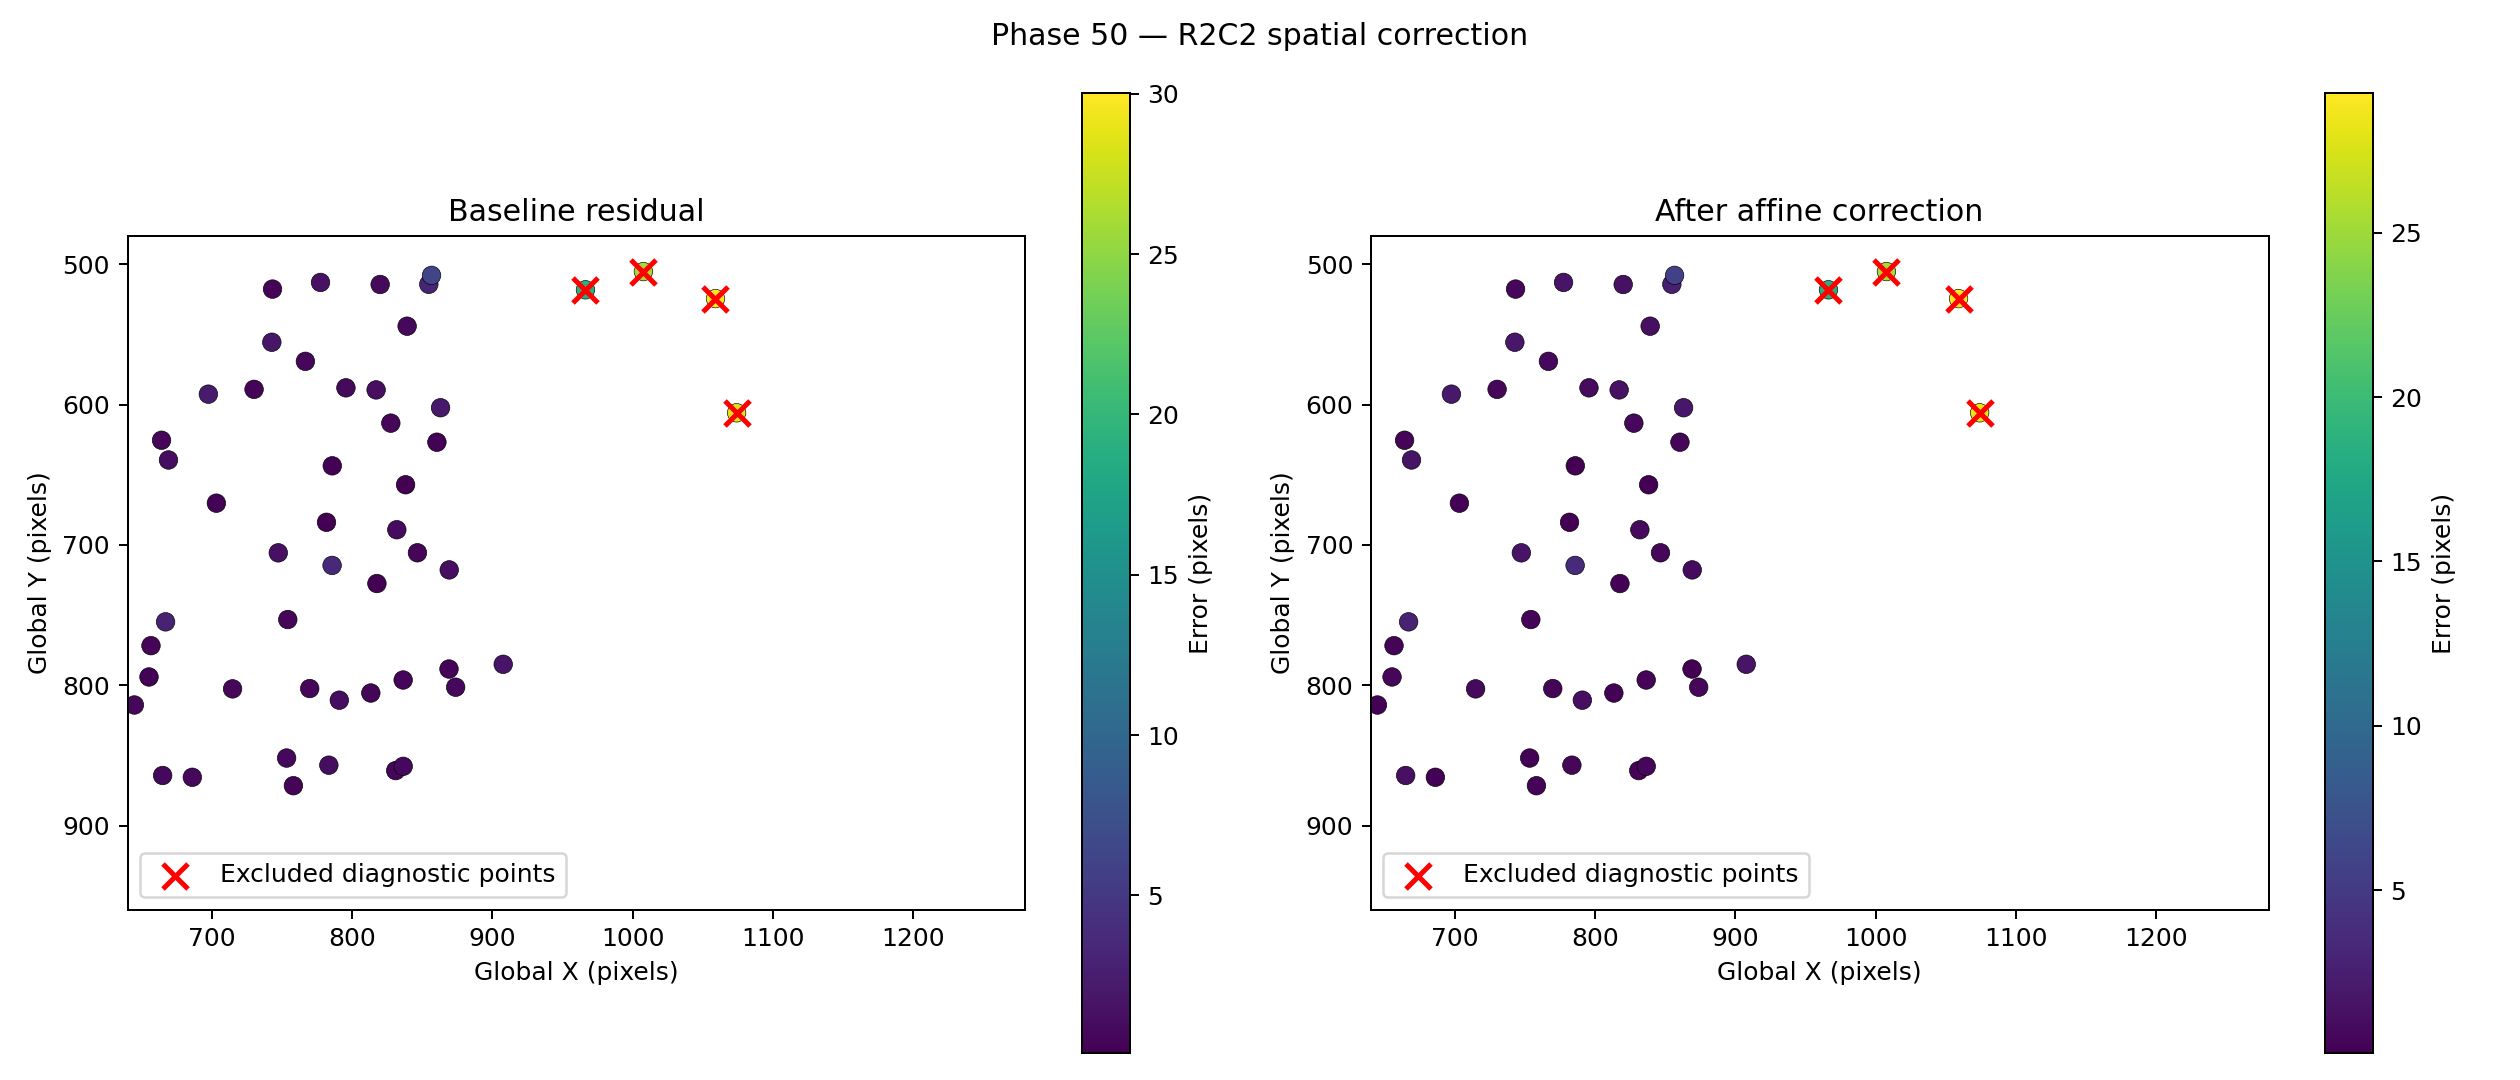 Phase 50 — R2C2 spatial correction
Baseline residual
500
600
700
800
900
Global Y (pixels)
700 800 900 1000 1100 1200
Global X (pixels)
Excluded diagnostic points
30
25
20
15
10
5
Error (pixels)
After affine correction
500
600
700
800
900
Global Y (pixels)
700 800 900 1000 1100 1200
Global X (pixels)
Excluded diagnostic points
25
20
15
10
5
Error (pixels)